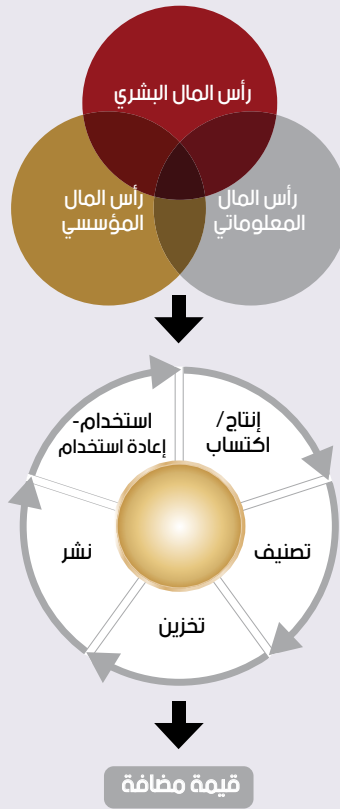 رأس المال البشري
رأس المال
المعلوماتي
رأس المال
المؤسسي
إنتاج/
اكتساب
تصنيف
تخزين
نشر
استخدام-
إعادة استخدام
قيمة مضافة